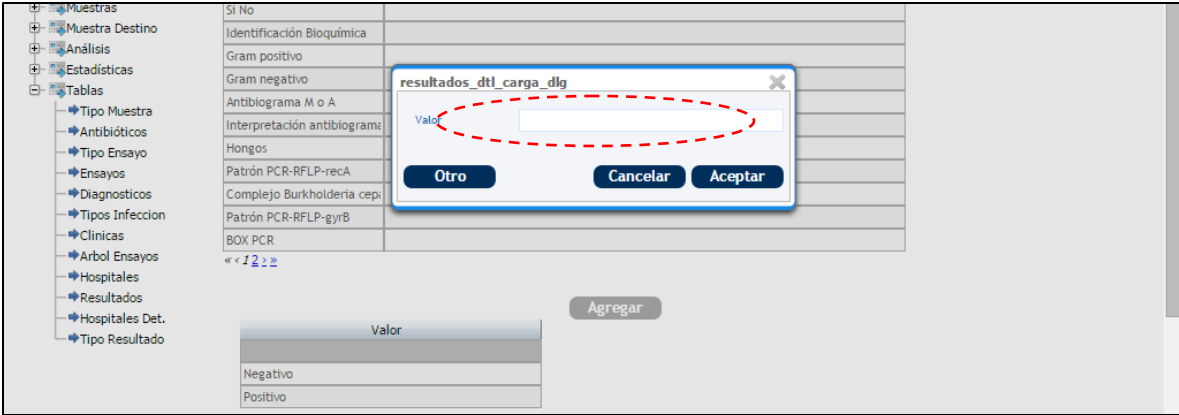 Muestras
Muestra Destino
Análisis
Estadísticas
Tablas
Tipo Muestra
Antibióticos
Tipo Ensayo
Ensayos
Diagnosticos
Tipos Infeccion
Clinicas
Arbol Ensayos
Hospitales
Resultados
Hospitales Det.
Tipo Resultado
Si No
Identificación Bioquímica
Gram positivo
Gram negativo
Antibiograma M o A
Interpretación antibiograma
Hongos
Patrón PCR-RFLP-recA
Complejo Burkholderia cepa
Patrón PCR-RFLP-gyrB
BOX PCR
« ‹ 1 2 › »
resultados_dtl_carga_dlg
Valor
Otro Cancelar Aceptar
Agregar
Valor
Negativo
Positivo